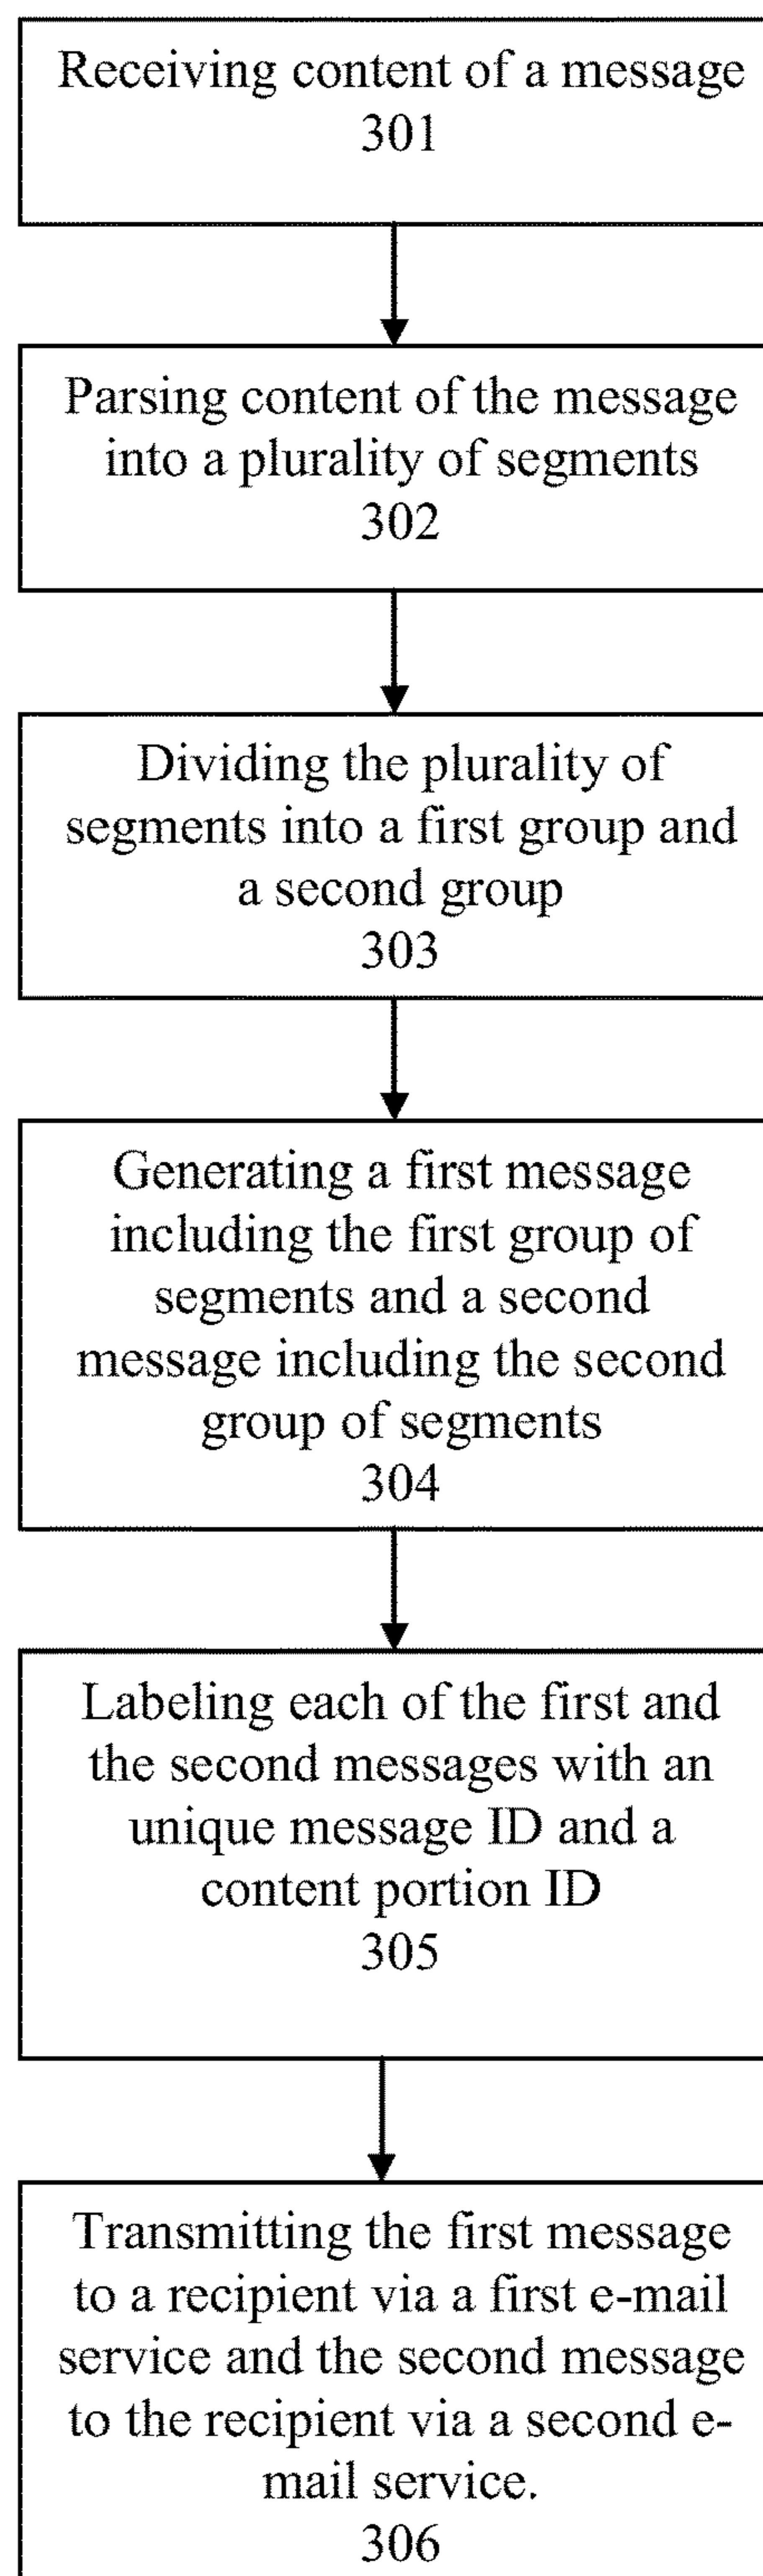 Receiving content of a message
301
Parsing content of the message
into a plurality of segments
302
Dividing the plurality of
segments into a first group and
a second group
303
Generating a first message
including the first group of
segments and a second
message including the second
group of segments
304
Labeling each of the first and
the second messages with an
unique message ID and a
content portion ID
305
Transmitting the first message
to a recipient via a first e-mail
service and the second message
to the recipient via a second e-
mail service.
306